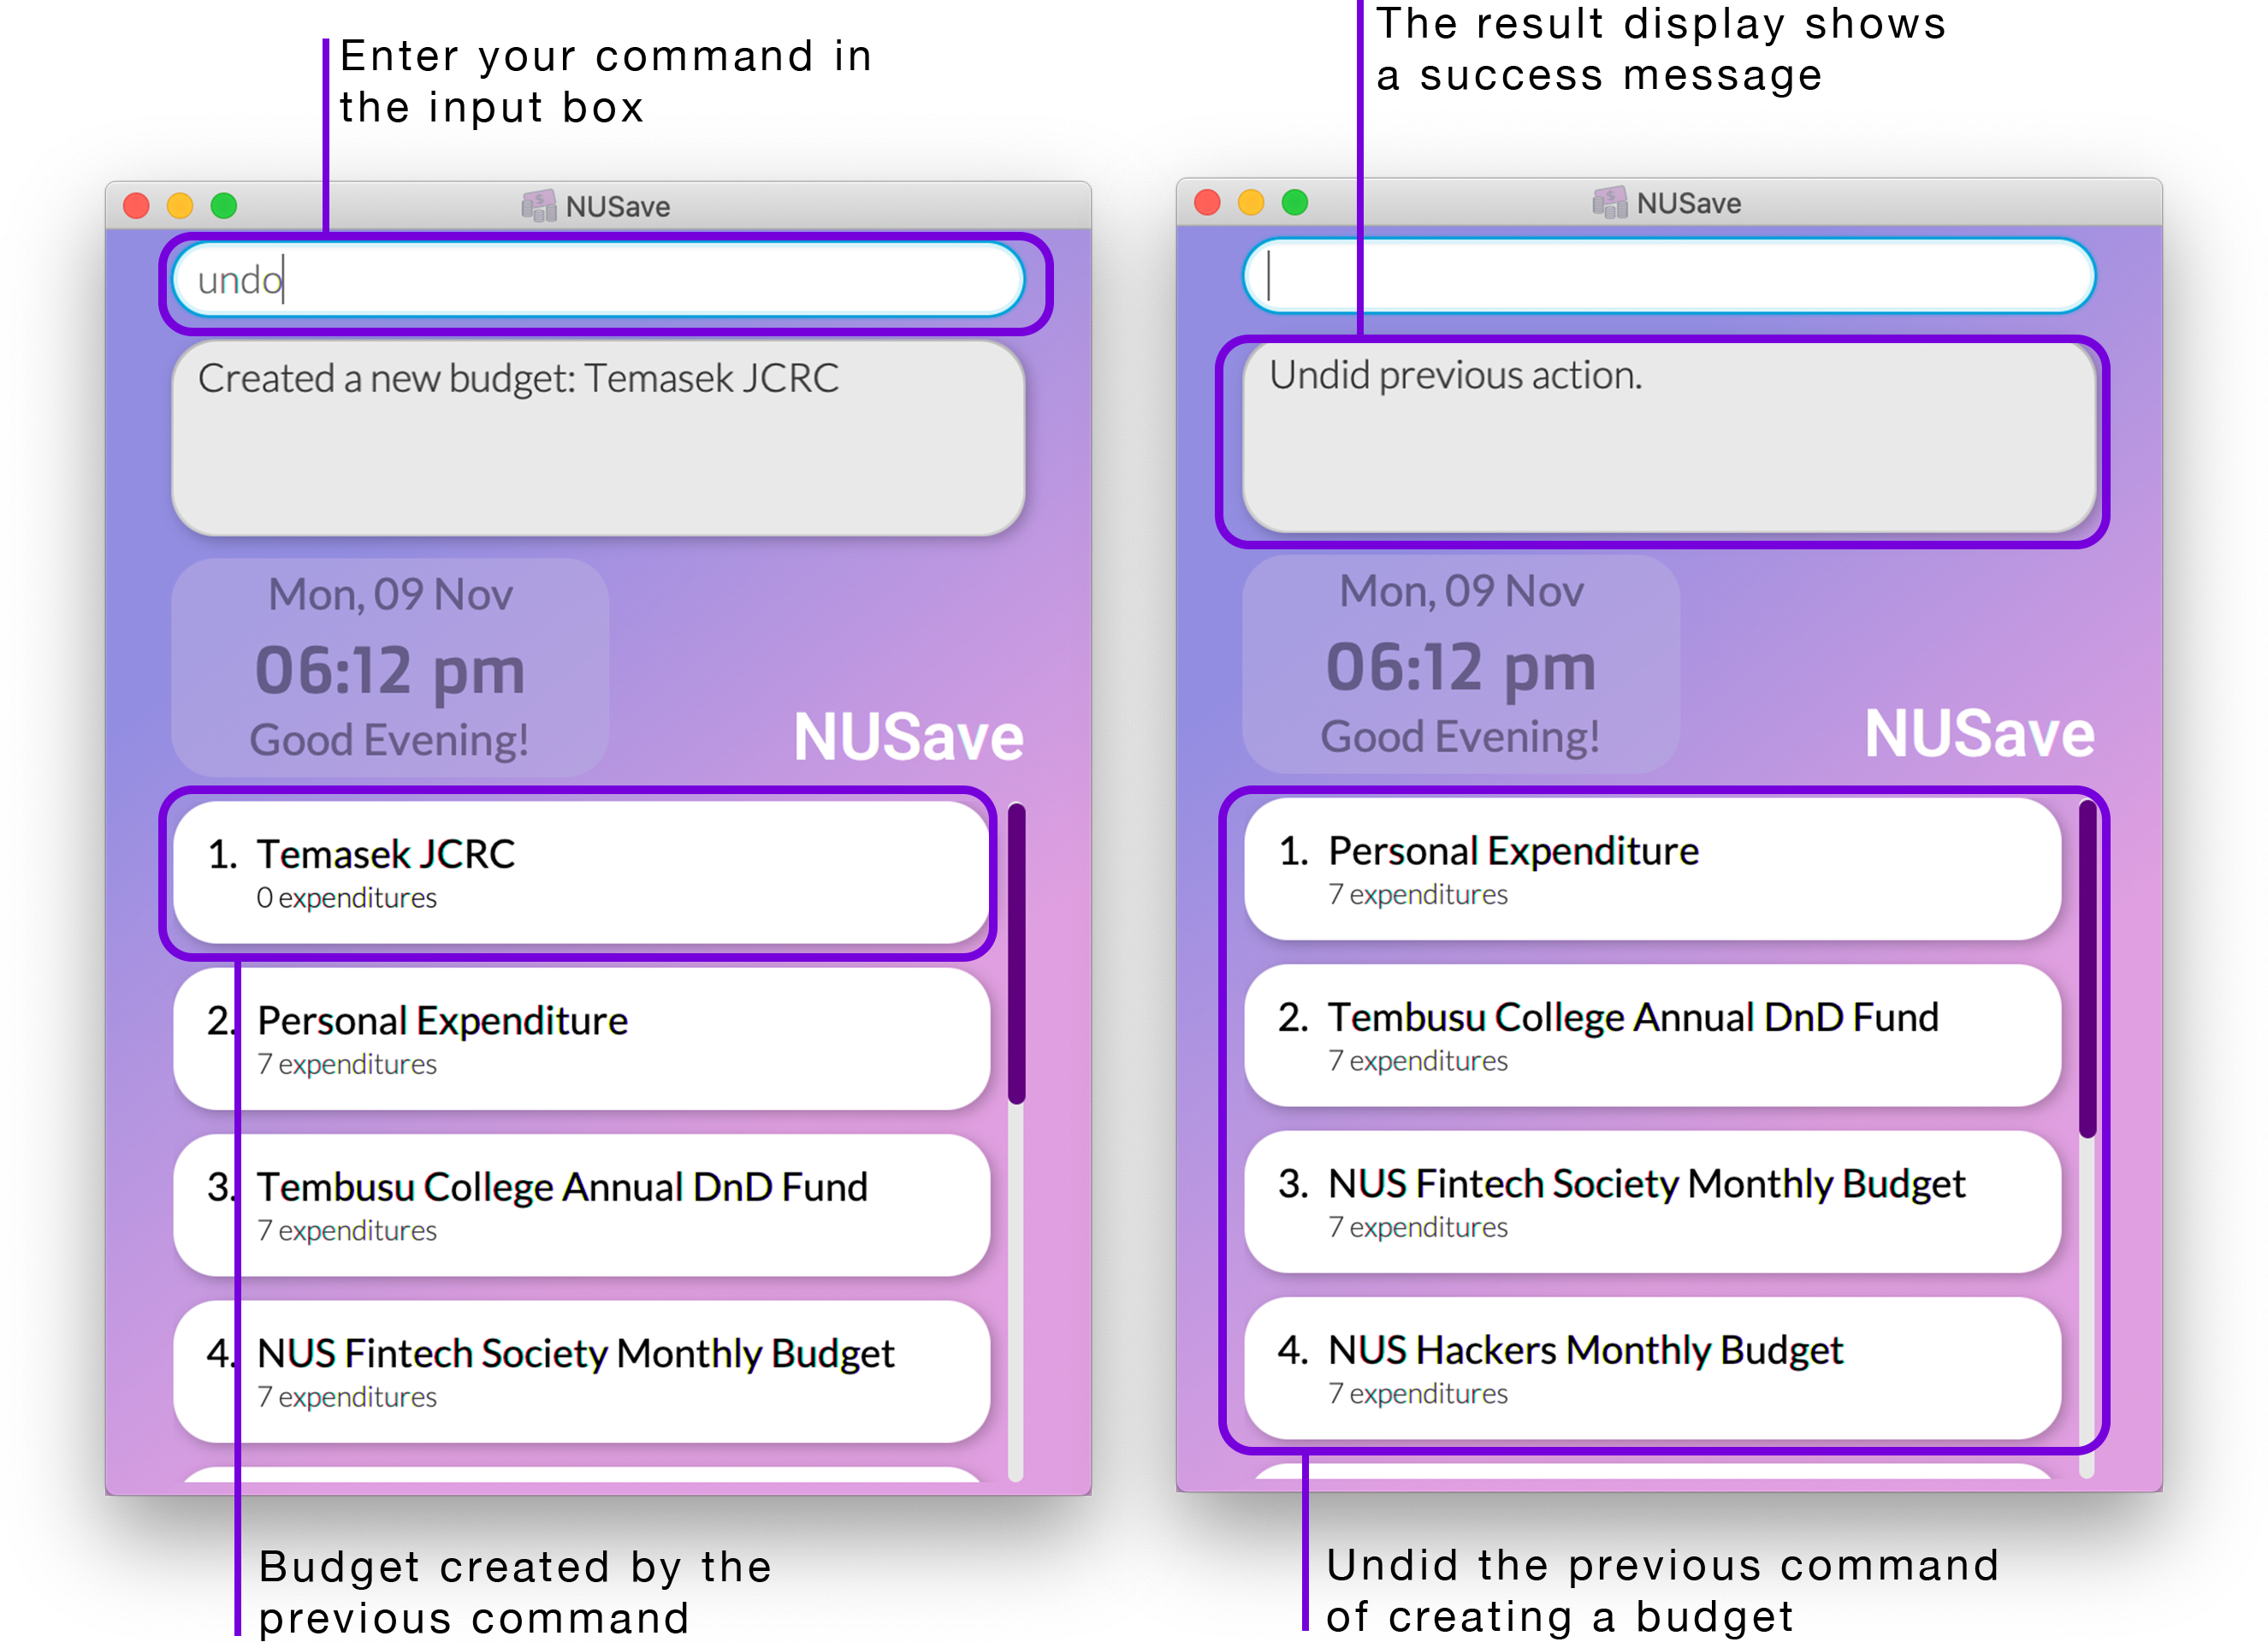 Enter your command in
the input box
NUSave
undo
Created a new budget: Temasek JCRC
Mon, 09 Nov
06:12 pm
Good Evening!
NUSave
1. Temasek JCRC
0 expenditures
2. Personal Expenditure
7 expenditures
3. Tembusu College Annual DnD Fund
7 expenditures
4. NUS Fintech Society Monthly Budget
7 expenditures
Budget created by the
previous command
The result display shows
a success message
NUSave
Undid previous action.
Mon, 09 Nov
06:12 pm
Good Evening!
NUSave
1. Personal Expenditure
7 expenditures
2. Tembusu College Annual DnD Fund
7 expenditures
3. NUS Fintech Society Monthly Budget
7 expenditures
4. NUS Hackers Monthly Budget
7 expenditures
Undid the previous command
of creating a budget